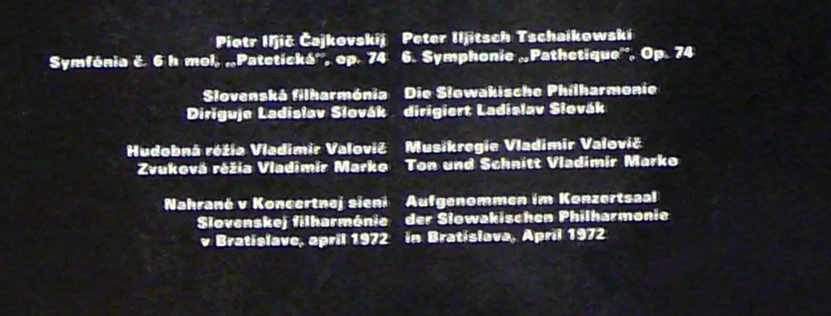 Piotr Iľjič Čajkovskij
Symfónia č. 6 h mol, „Patetická“, op. 74
Slovenská filharmónia
Diriguje Ladislav Slovák
Hudobná réžia Vladimír Valovič
Zvuková réžia Vladimír Marko
Nahrané v Koncertnej sieni
Slovenskej filharmónie
v Bratislave, apríl 1972
Peter Iljitsch Tschaikowski
6. Symphonie „Pathetique“, Op. 74
Die Slowakische Philharmonie
dirigiert Ladislav Slovák
Musikregie Vladimír Valovič
Ton und Schnitt Vladimír Marko
Aufgenommen im Konzertsaal
der Slowakischen Philharmonie
in Bratislava, April 1972